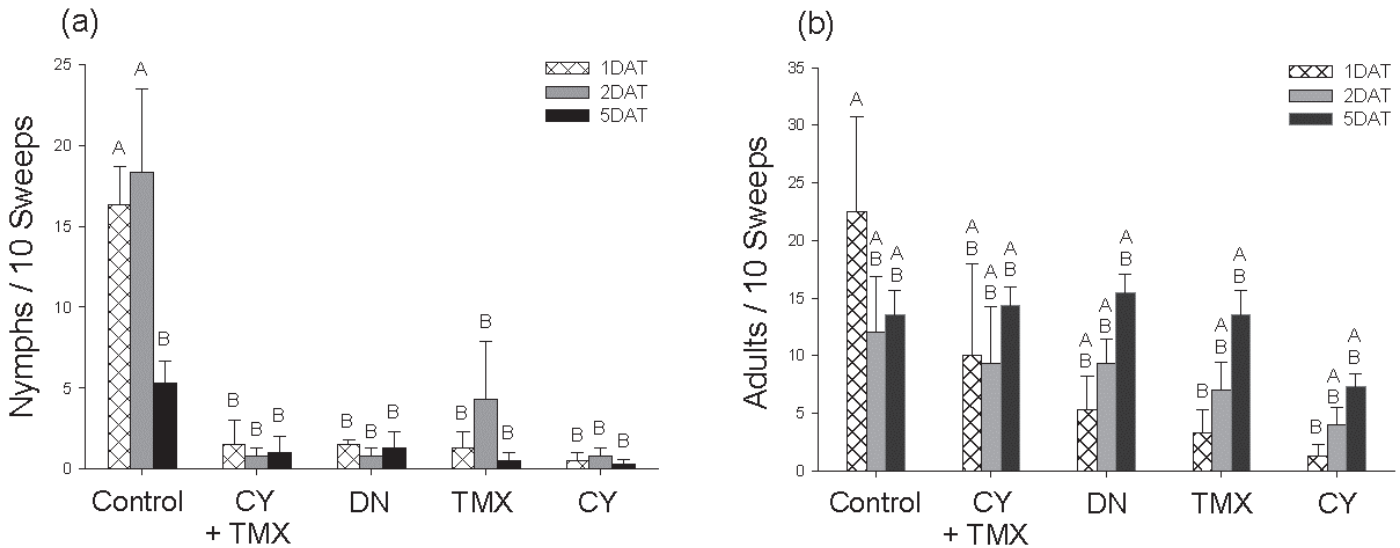 (a)
Nymphs / 10 Sweeps
25
20
15
10
5
0
1DAT
2DAT
5DAT
A
A
B
B
B
B
B
B
B
B
B
B
B
B
B
Control
CY
+ TMX
DN
TMX
CY
(b)
Adults / 10 Sweeps
35
30
25
20
15
10
5
0
1DAT
2DAT
5DAT
A
A
B
A
B
A
B
A
B
A
B
A
B
A
B
A
B
B
A
B
A
B
B
A
B
A
B
Control
CY
+ TMX
DN
TMX
CY